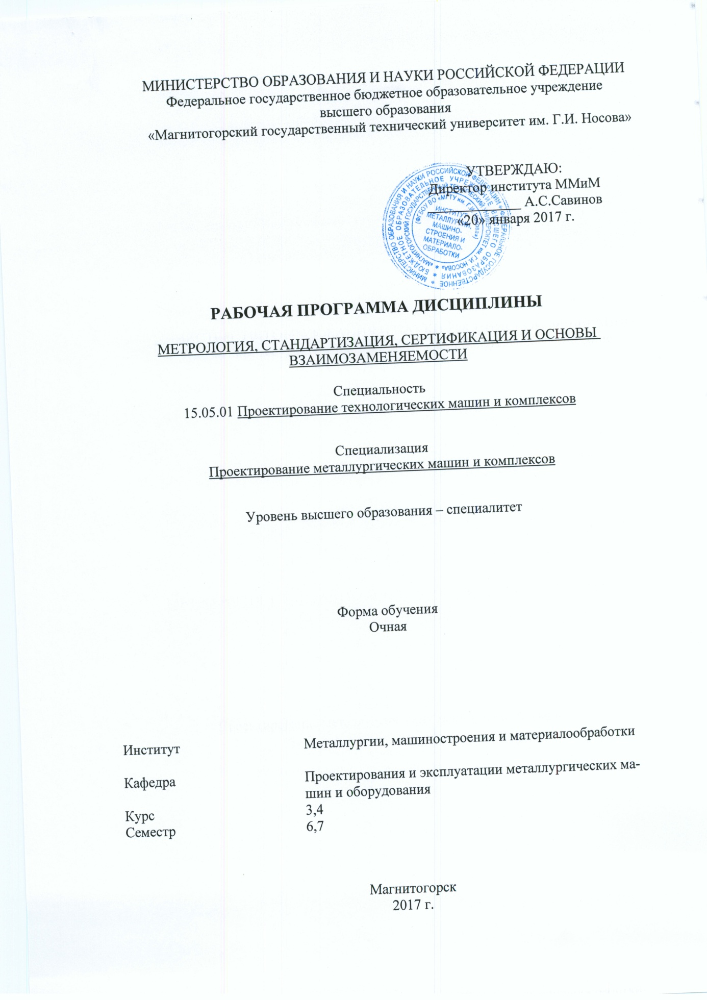 МИНИСТЕРСТВО ОБРАЗОВАНИЯ И НАУКИ РОССИЙСКОЙ ФЕДЕРАЦИИ
Федеральное государственное бюджетное образовательное учреждение
высшего образования
«Магнитогорский государственный технический университет им. Г.И. Носова»
УТВЕРЖДАЮ:
Директор института ММиМ
А.С.Савинов
«20» января 2017 г.
МИНИСТЕРСТВО ОБРАЗОВАНИЯ И НАУКИ РОССИЙСКОЙ ФЕДЕРАЦИИ * ФЕДЕРАЛЬНОЕ ГОСУДАРСТВЕННОЕ *
БЮДЖЕТНОЕ ОБРАЗОВАТЕЛЬНОЕ УЧРЕЖДЕНИЕ ВЫСШЕГО ОБРАЗОВАНИЯ *
«МАГНИТОГОРСКИЙ ГОСУДАРСТВЕННЫЙ ТЕХНИЧЕСКИЙ УНИВЕРСИТЕТ им. Г.И. НОСОВА» *
(ФГБОУ ВО «МГТУ им. Г.И. Носова»)
ИНСТИТУТ
МЕТАЛЛУРГИИ,
МАШИНО-
СТРОЕНИЯ И
МАТЕРИАЛО-
ОБРАБОТКИ
РАБОЧАЯ ПРОГРАММА ДИСЦИПЛИНЫ
МЕТРОЛОГИЯ, СТАНДАРТИЗАЦИЯ, СЕРТИФИКАЦИЯ И ОСНОВЫ
ВЗАИМОЗАМЕНЯЕМОСТИ
Специальность
15.05.01 Проектирование технологических машин и комплексов
Специализация
Проектирование металлургических машин и комплексов
Уровень высшего образования – специалитет
Форма обучения
Очная
Институт Металлургии, машиностроения и материалообработки
Кафедра Проектирования и эксплуатации металлургических ма-
шин и оборудования
Курс 3,4
Семестр 6,7
Магнитогорск
2017 г.